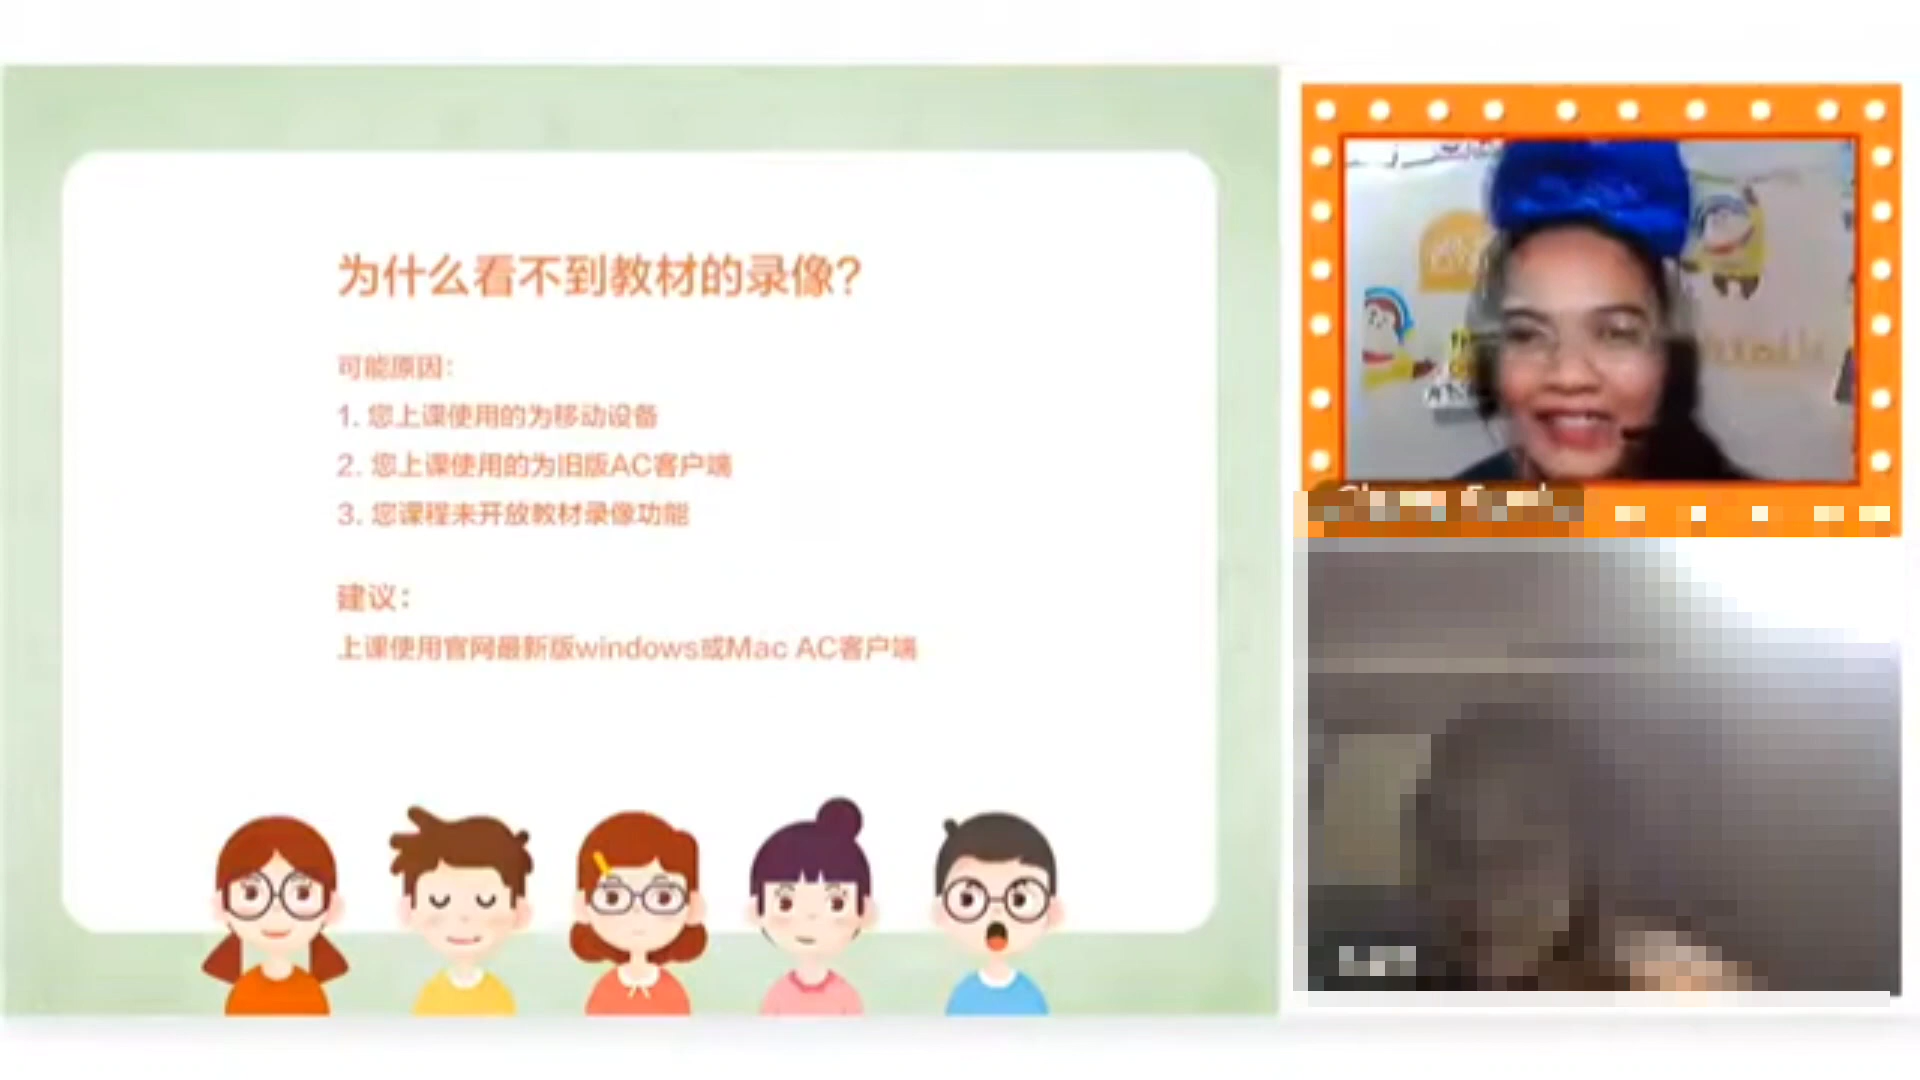 为什么看不到教材的录像?
可能原因:
1. 您上课使用的为移动设备
2. 您上课使用的为旧版AC客户端
3. 您课程未开放教材录像功能
建议:
上课使用官网最新版windows或Mac AC客户端